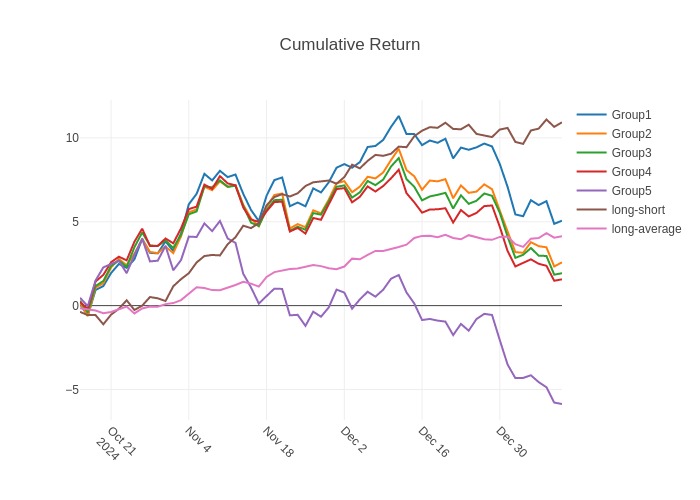 Cumulative Return
10
5
0
−5
Oct 21
2024
Nov 4
Nov 18
Dec 2
Dec 16
Dec 30
Group1
Group2
Group3
Group4
Group5
long-short
long-average